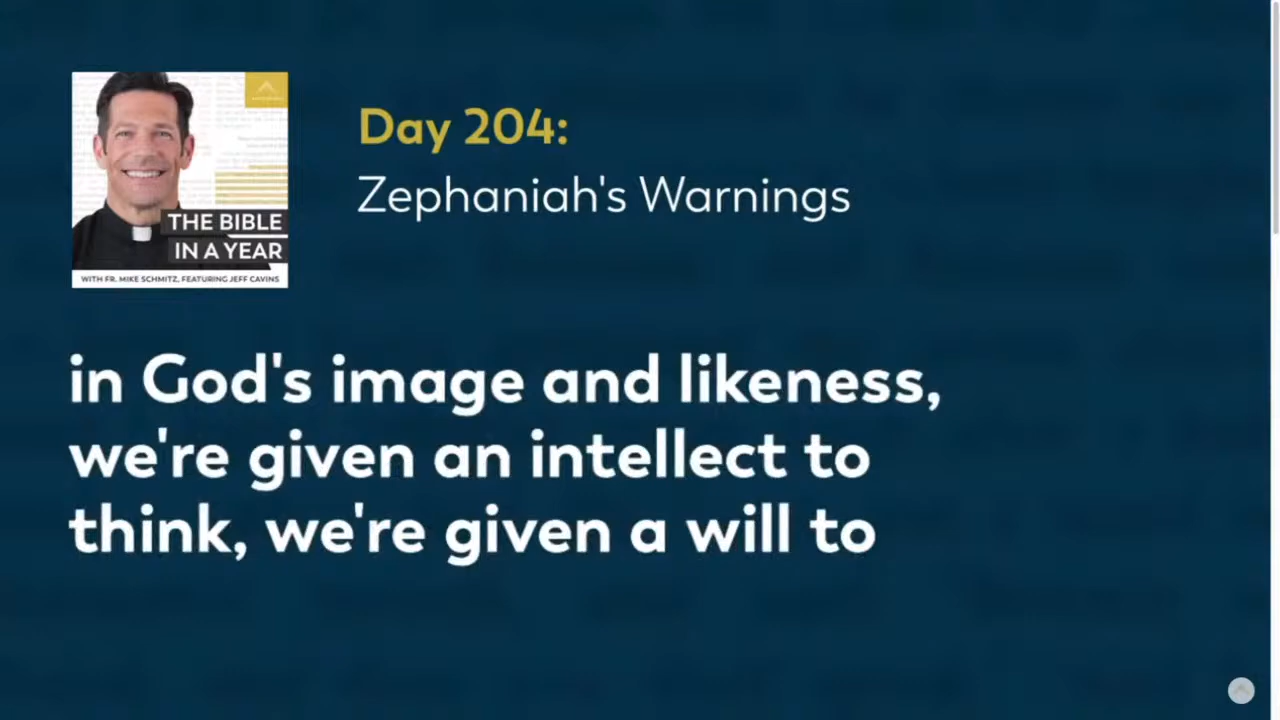 Day 204:
Zephaniah's Warnings
THE BIBLE
IN A YEAR
WITH FR. MIKE SCHMITZ, FEATURING JEFF CAVINS
in God's image and likeness,
we're given an intellect to
think, we're given a will to